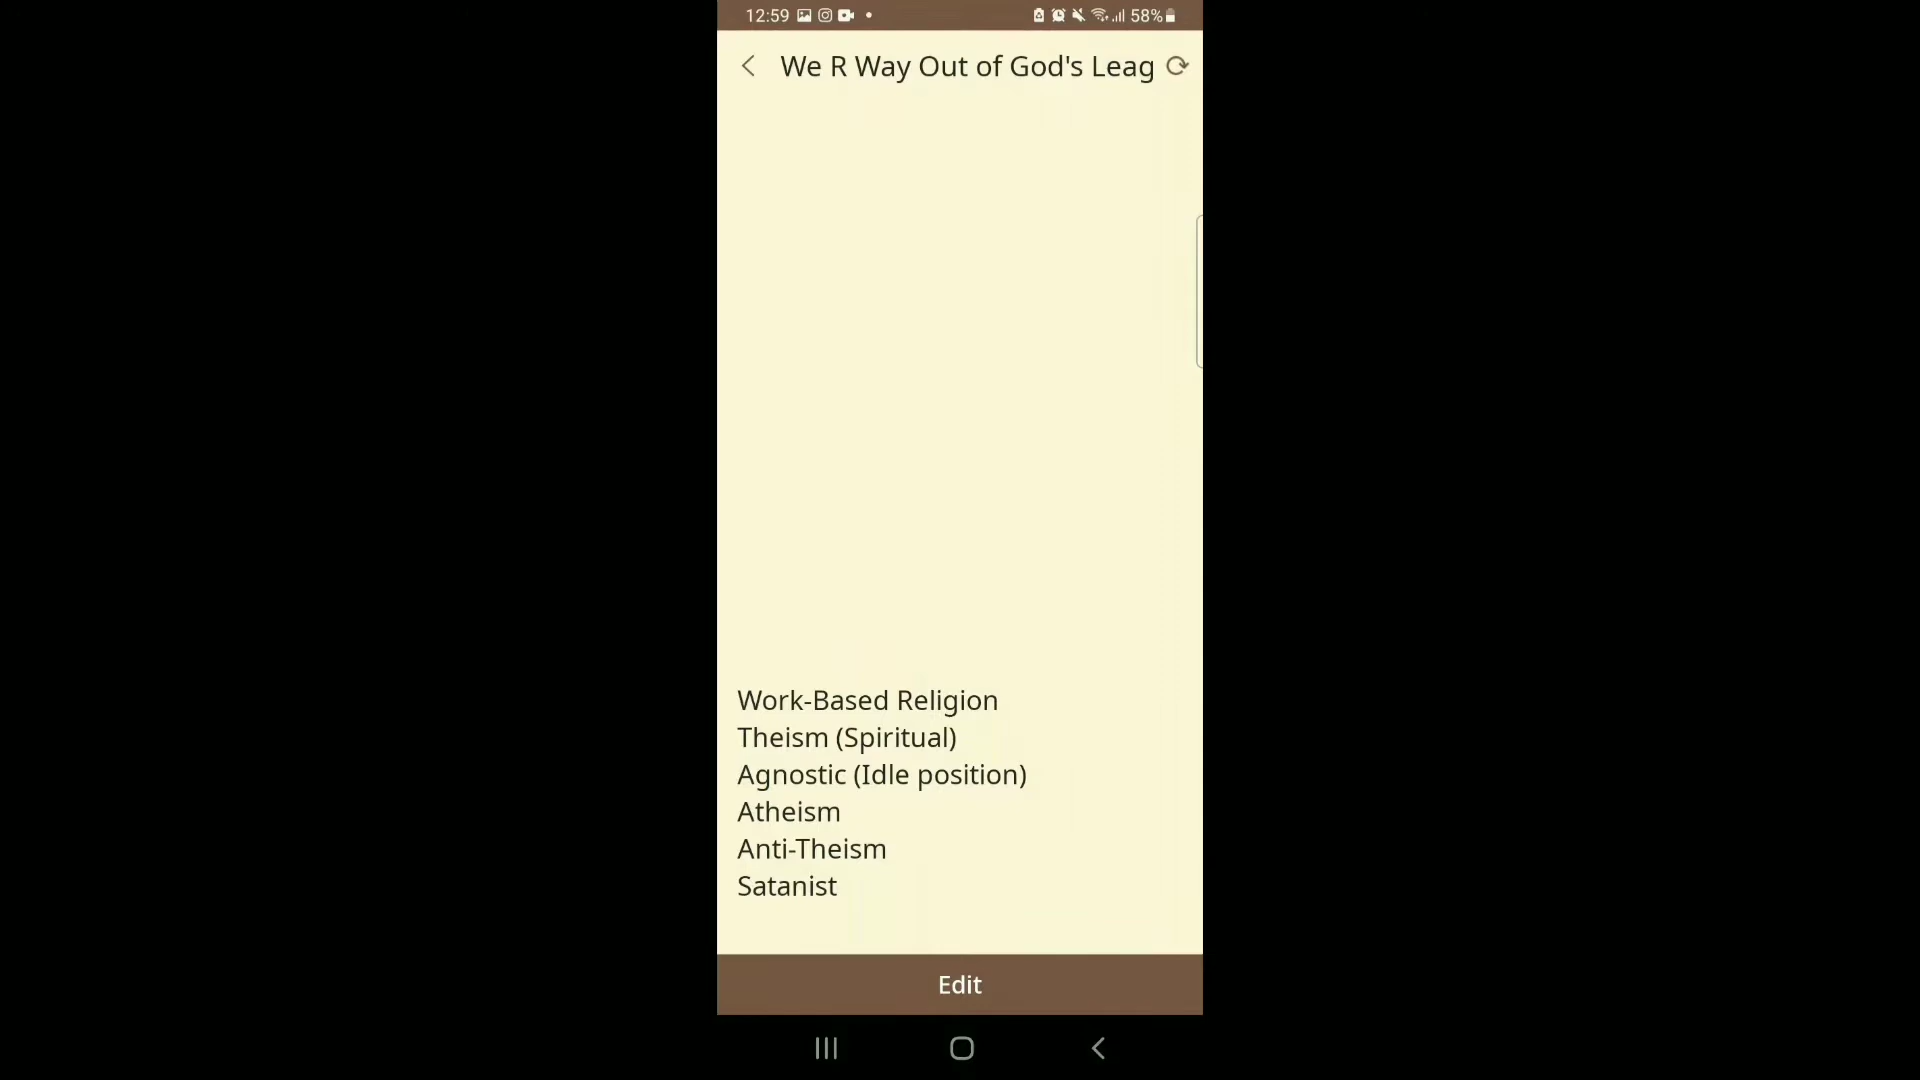 12:59 58%
We R Way Out of God's Leag
Work-Based Religion
Theism (Spiritual)
Agnostic (Idle position)
Atheism
Anti-Theism
Satanist
Edit